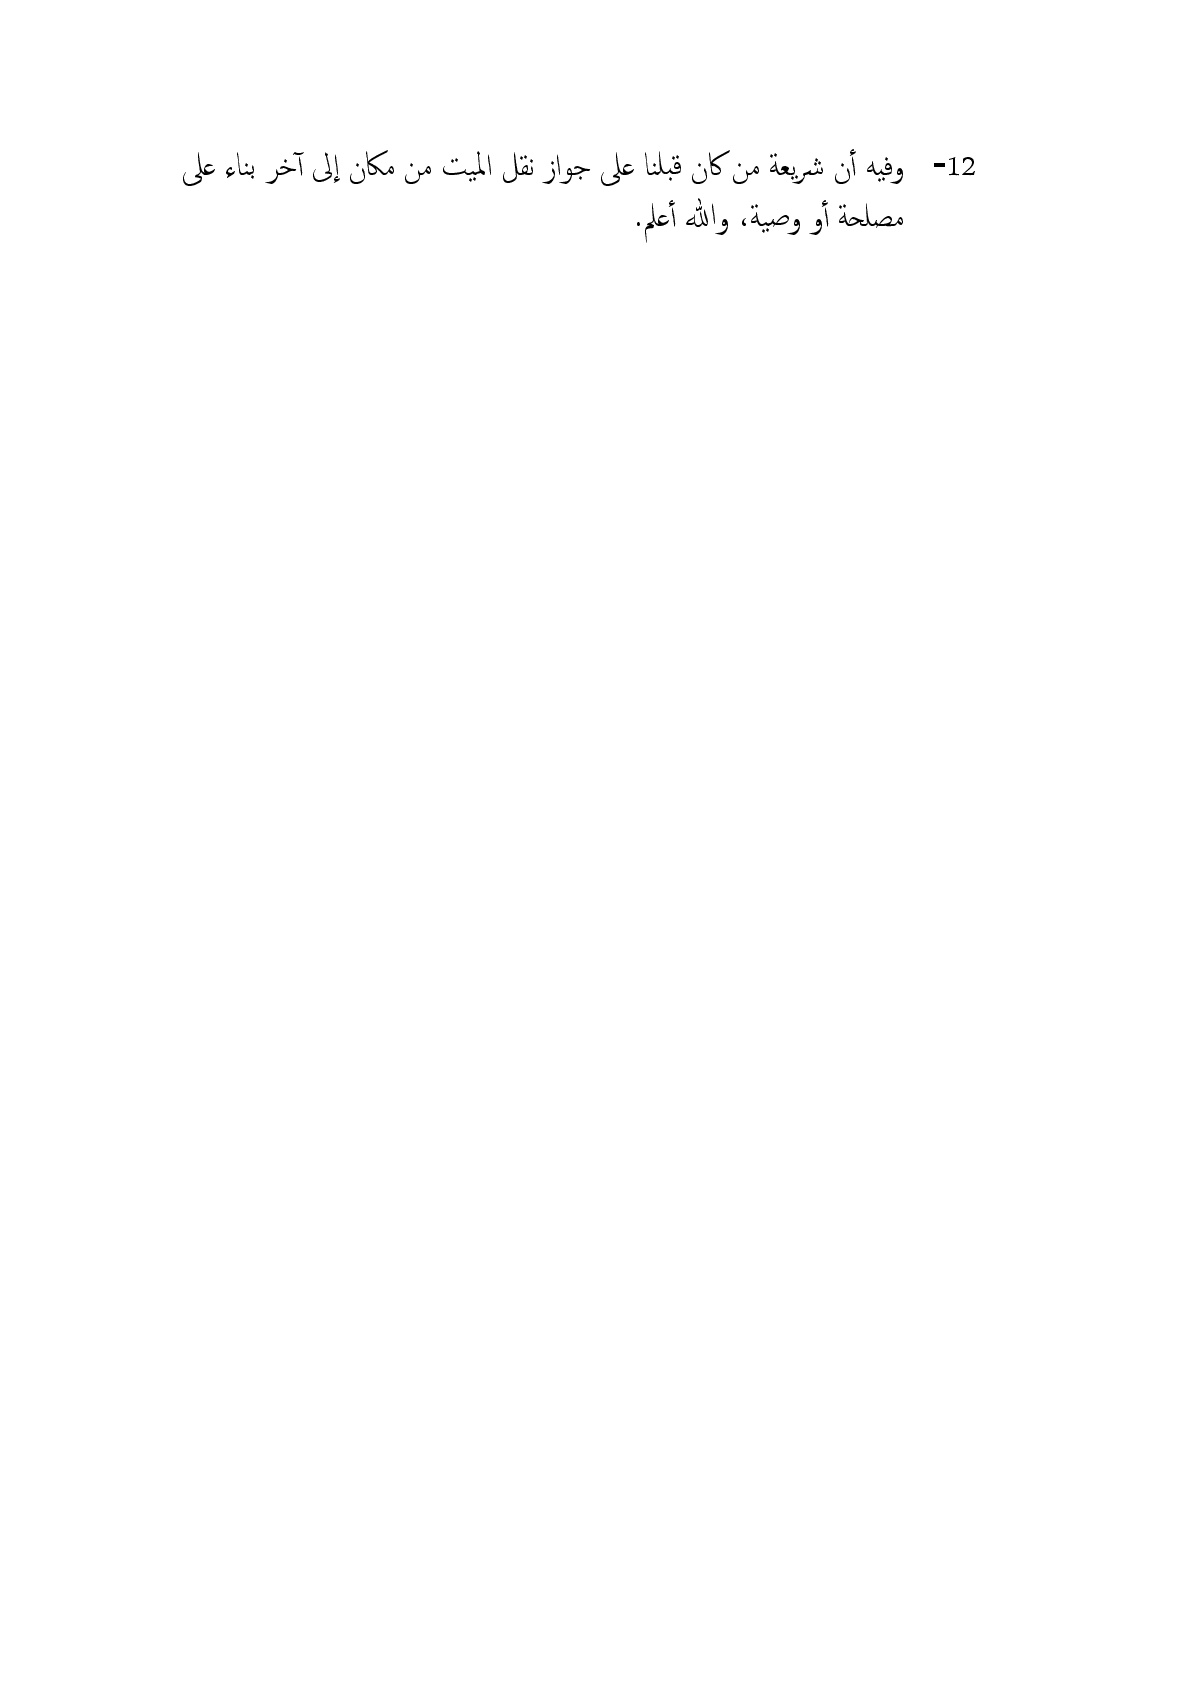 12- وفيه أن شريعة من كان قبلنا على جواز نقل الميت من مكان إلى آخر بناء على
مصلحة أو وصية، والله أعلم.